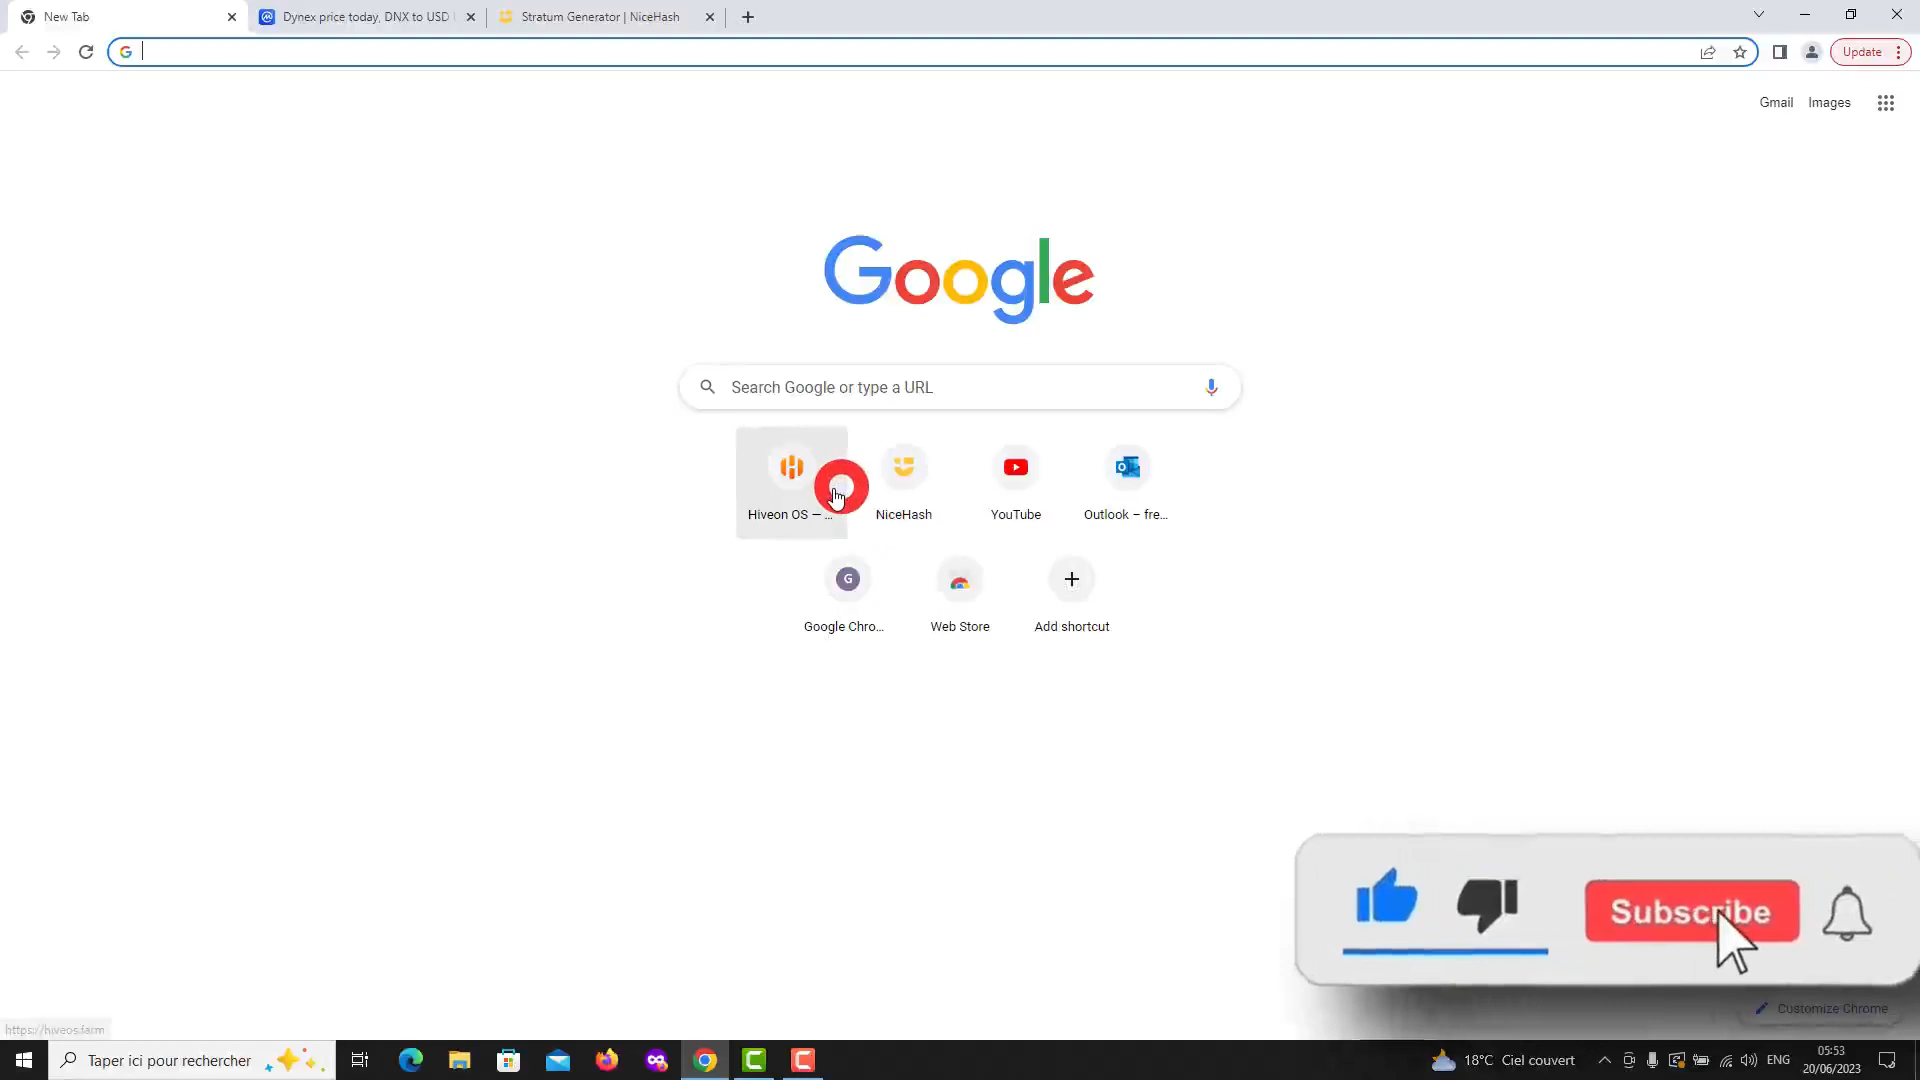 New Tab
Dynex price today, DNX to USD
Stratum Generator | NiceHash
Update
Gmail
Images
Google
Search Google or type a URL
Hiveon OS — ...
NiceHash
YouTube
Outlook – fre...
G
Google Chro...
Web Store
Add shortcut
Subscribe
Customize Chrome
https://hiveos.farm
Taper ici pour rechercher
18°C Ciel couvert
ENG
05:53
20/06/2023